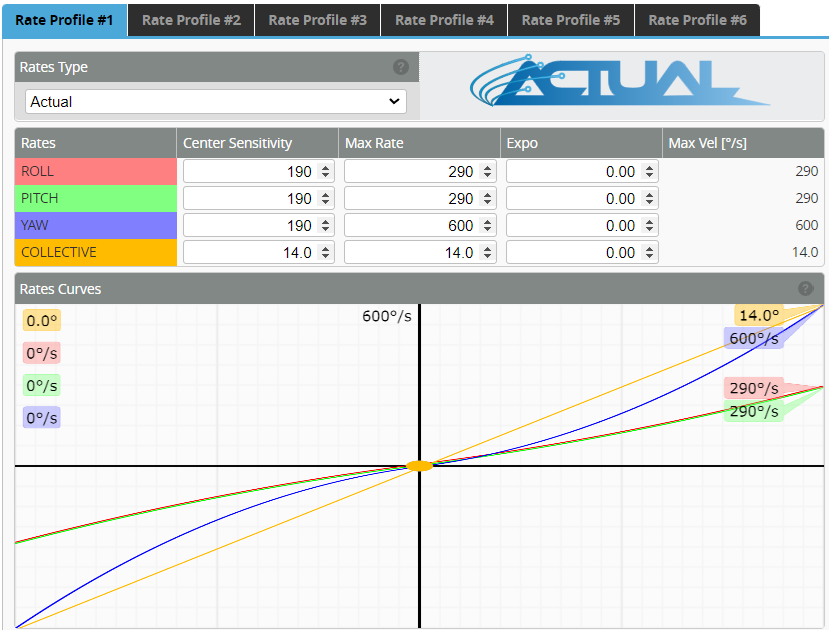 Rate Profile #1 Rate Profile #2 Rate Profile #3 Rate Profile #4 Rate Profile #5 Rate Profile #6
Rates Type ?
Actual
ACTUAL
Rates Center Sensitivity Max Rate Expo Max Vel [°/s]
ROLL 190 290 0.00 290
PITCH 190 290 0.00 290
YAW 190 600 0.00 600
COLLECTIVE 14.0 14.0 0.00 14.0
Rates Curves ?
0.0° 600°/s 14.0°
600°/s
0°/s
0°/s 290°/s
290°/s
0°/s